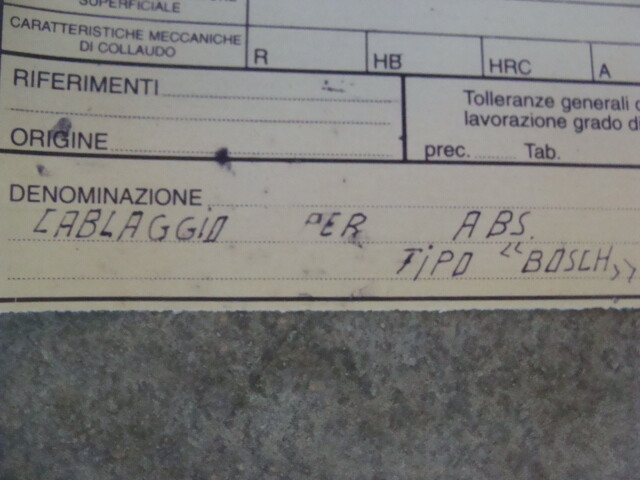 SUPERFICIALE
CARATTERISTICHE MECCANICHE
DI COLLAUDO
R
HB
HRC
A
RIFERIMENTI
Tolleranze generali
lavorazione grado di
ORIGINE
prec. Tab.
DENOMINAZIONE
CABLAGGIO PER ABS.
TIPO “BOSCH,,